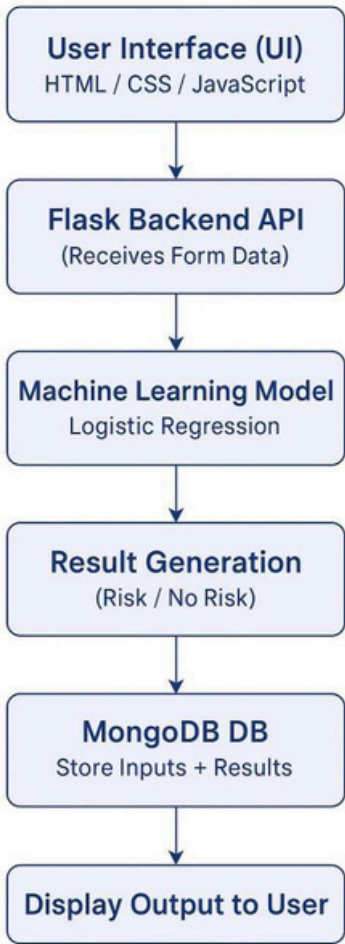 User Interface (UI)
HTML / CSS / JavaScript
Flask Backend API
(Receives Form Data)
Machine Learning Model
Logistic Regression
Result Generation
(Risk / No Risk)
MongoDB DB
Store Inputs + Results
Display Output to User